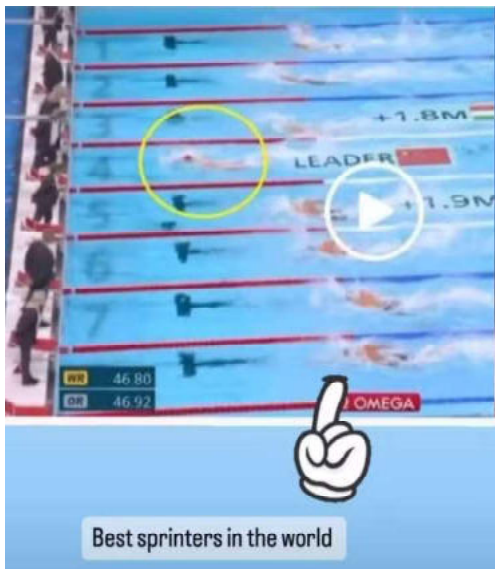 1
2
3
+1.8M
4
LEADER
5
+1.9M
6
7
WR 46.80
OR 46.92
OMEGA
Best sprinters in the world